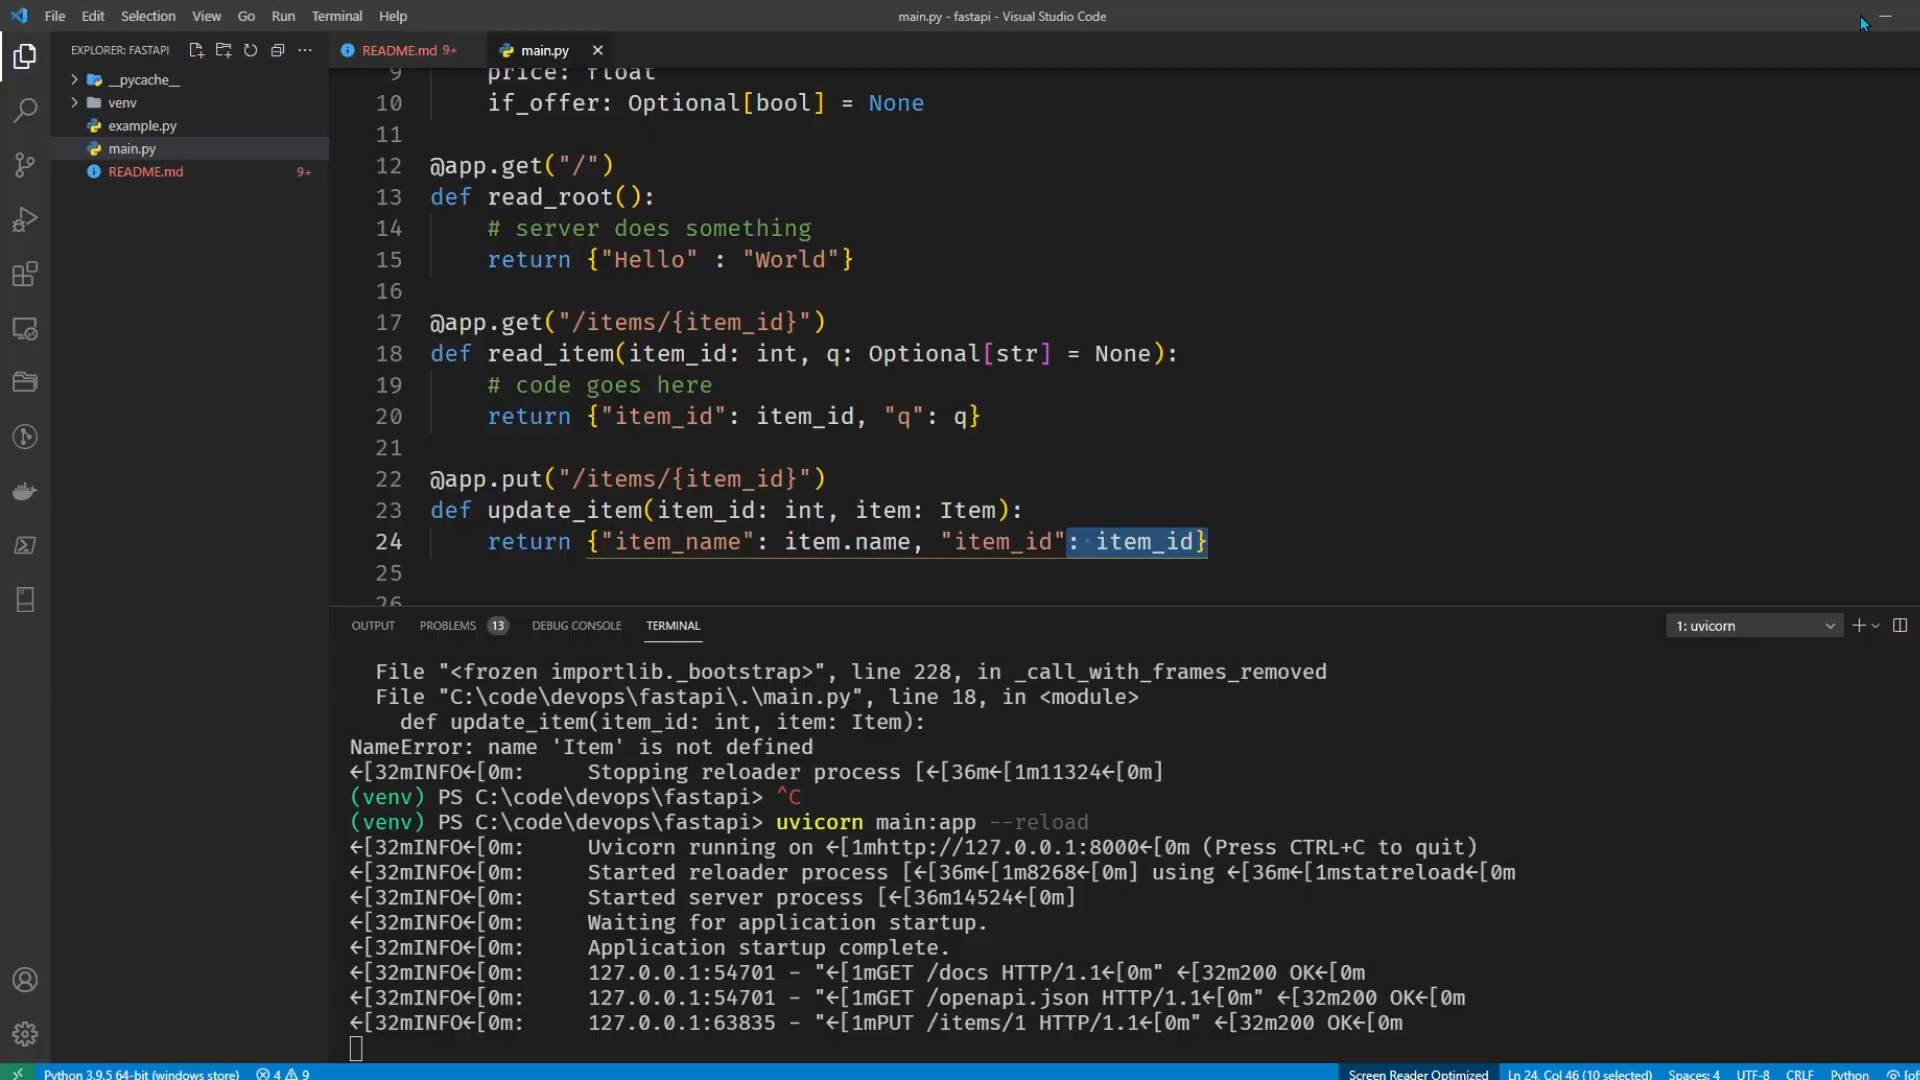 File Edit Selection View Go Run Terminal Help
main.py - fastapi - Visual Studio Code
EXPLORER: FASTAPI
README.md 9+
main.py
__pycache__
venv
example.py
main.py
README.md 9+
9 price: float
10 if_offer: Optional[bool] = None
11
12 @app.get("/")
13 def read_root():
14 # server does something
15 return {"Hello" : "World"}
16
17 @app.get("/items/{item_id}")
18 def read_item(item_id: int, q: Optional[str] = None):
19 # code goes here
20 return {"item_id": item_id, "q": q}
21
22 @app.put("/items/{item_id}")
23 def update_item(item_id: int, item: Item):
24 return {"item_name": item.name, "item_id": item_id}
25
26
OUTPUT PROBLEMS 13 DEBUG CONSOLE TERMINAL
1: uvicorn
File "<frozen importlib._bootstrap>", line 228, in _call_with_frames_removed
File "C:\code\devops\fastapi\.\main.py", line 18, in <module>
def update_item(item_id: int, item: Item):
NameError: name 'Item' is not defined
←[32mINFO←[0m: Stopping reloader process [←[36m←[1m11324←[0m]
(venv) PS C:\code\devops\fastapi> ^C
(venv) PS C:\code\devops\fastapi> uvicorn main:app --reload
←[32mINFO←[0m: Uvicorn running on ←[1mhttp://127.0.0.1:8000←[0m (Press CTRL+C to quit)
←[32mINFO←[0m: Started reloader process [←[36m←[1m8268←[0m] using ←[36m←[1mstatreload←[0m
←[32mINFO←[0m: Started server process [←[36m14524←[0m]
←[32mINFO←[0m: Waiting for application startup.
←[32mINFO←[0m: Application startup complete.
←[32mINFO←[0m: 127.0.0.1:54701 - "←[1mGET /docs HTTP/1.1←[0m" ←[32m200 OK←[0m
←[32mINFO←[0m: 127.0.0.1:54701 - "←[1mGET /openapi.json HTTP/1.1←[0m" ←[32m200 OK←[0m
←[32mINFO←[0m: 127.0.0.1:63835 - "←[1mPUT /items/1 HTTP/1.1←[0m" ←[32m200 OK←[0m
Python 3.9.5 64-bit (windows store) 4 9
Screen Reader Optimized Ln 24, Col 46 (10 selected) Spaces: 4 UTF-8 CRLF Python